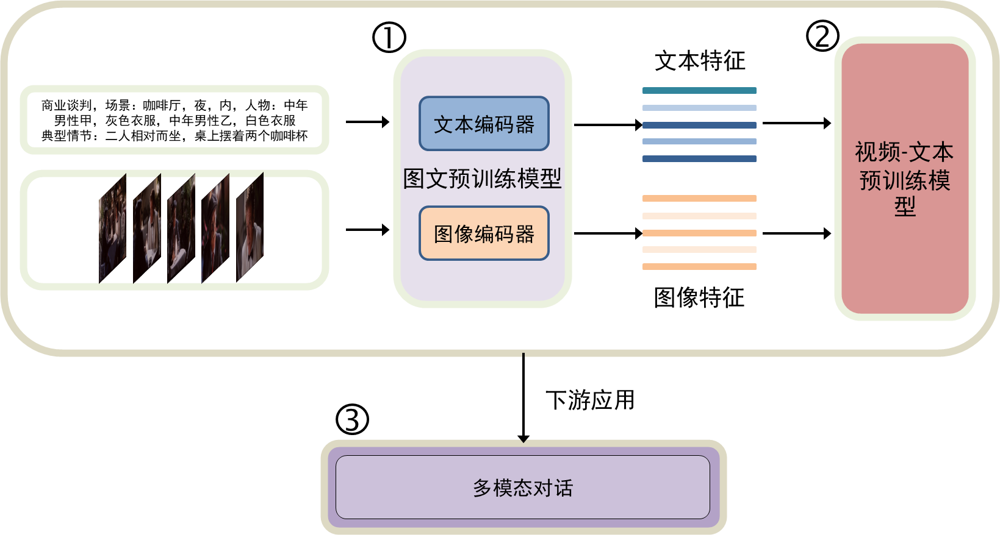 ①
②
文本特征
商业谈判，场景：咖啡厅，夜，内，人物：中年
男性甲，灰色衣服，中年男性乙，白色衣服
典型情节：二人相对而坐，桌上摆着两个咖啡杯
文本编码器
图文预训练模型
图像编码器
视频-文本
预训练模
型
图像特征
下游应用
③
多模态对话